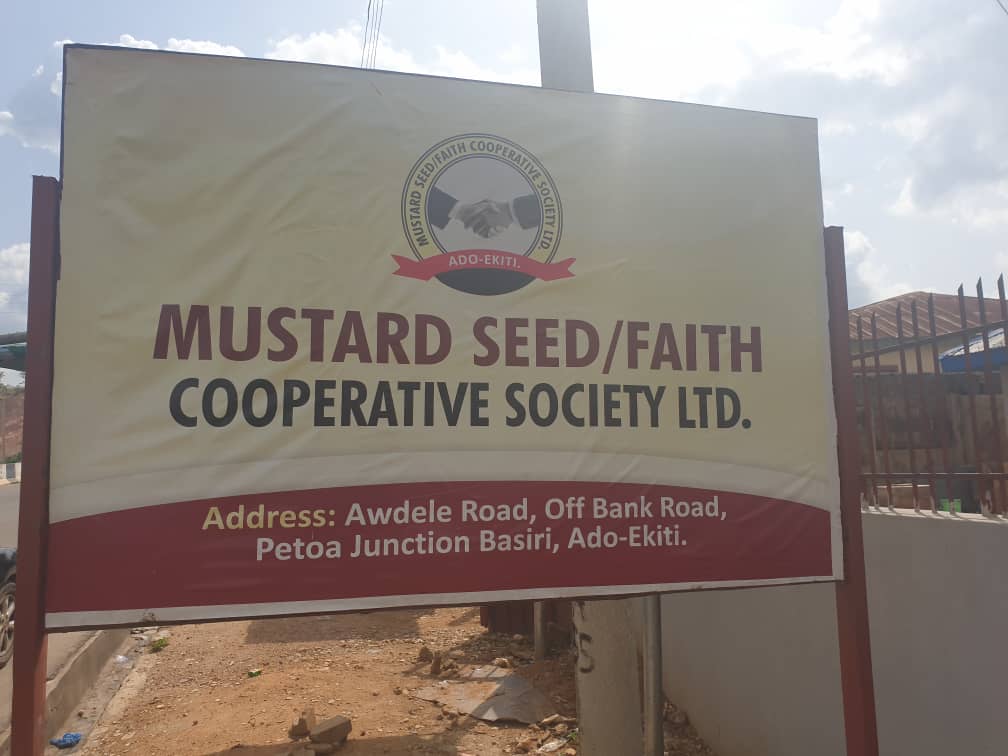 MUSTARD SEED/FAITH COOPERATIVE SOCIETY LTD.
ADO-EKITI.
MUSTARD SEED/FAITH
COOPERATIVE SOCIETY LTD.
Address: Awdele Road, Off Bank Road,
Petoa Junction Basiri, Ado-Ekiti.